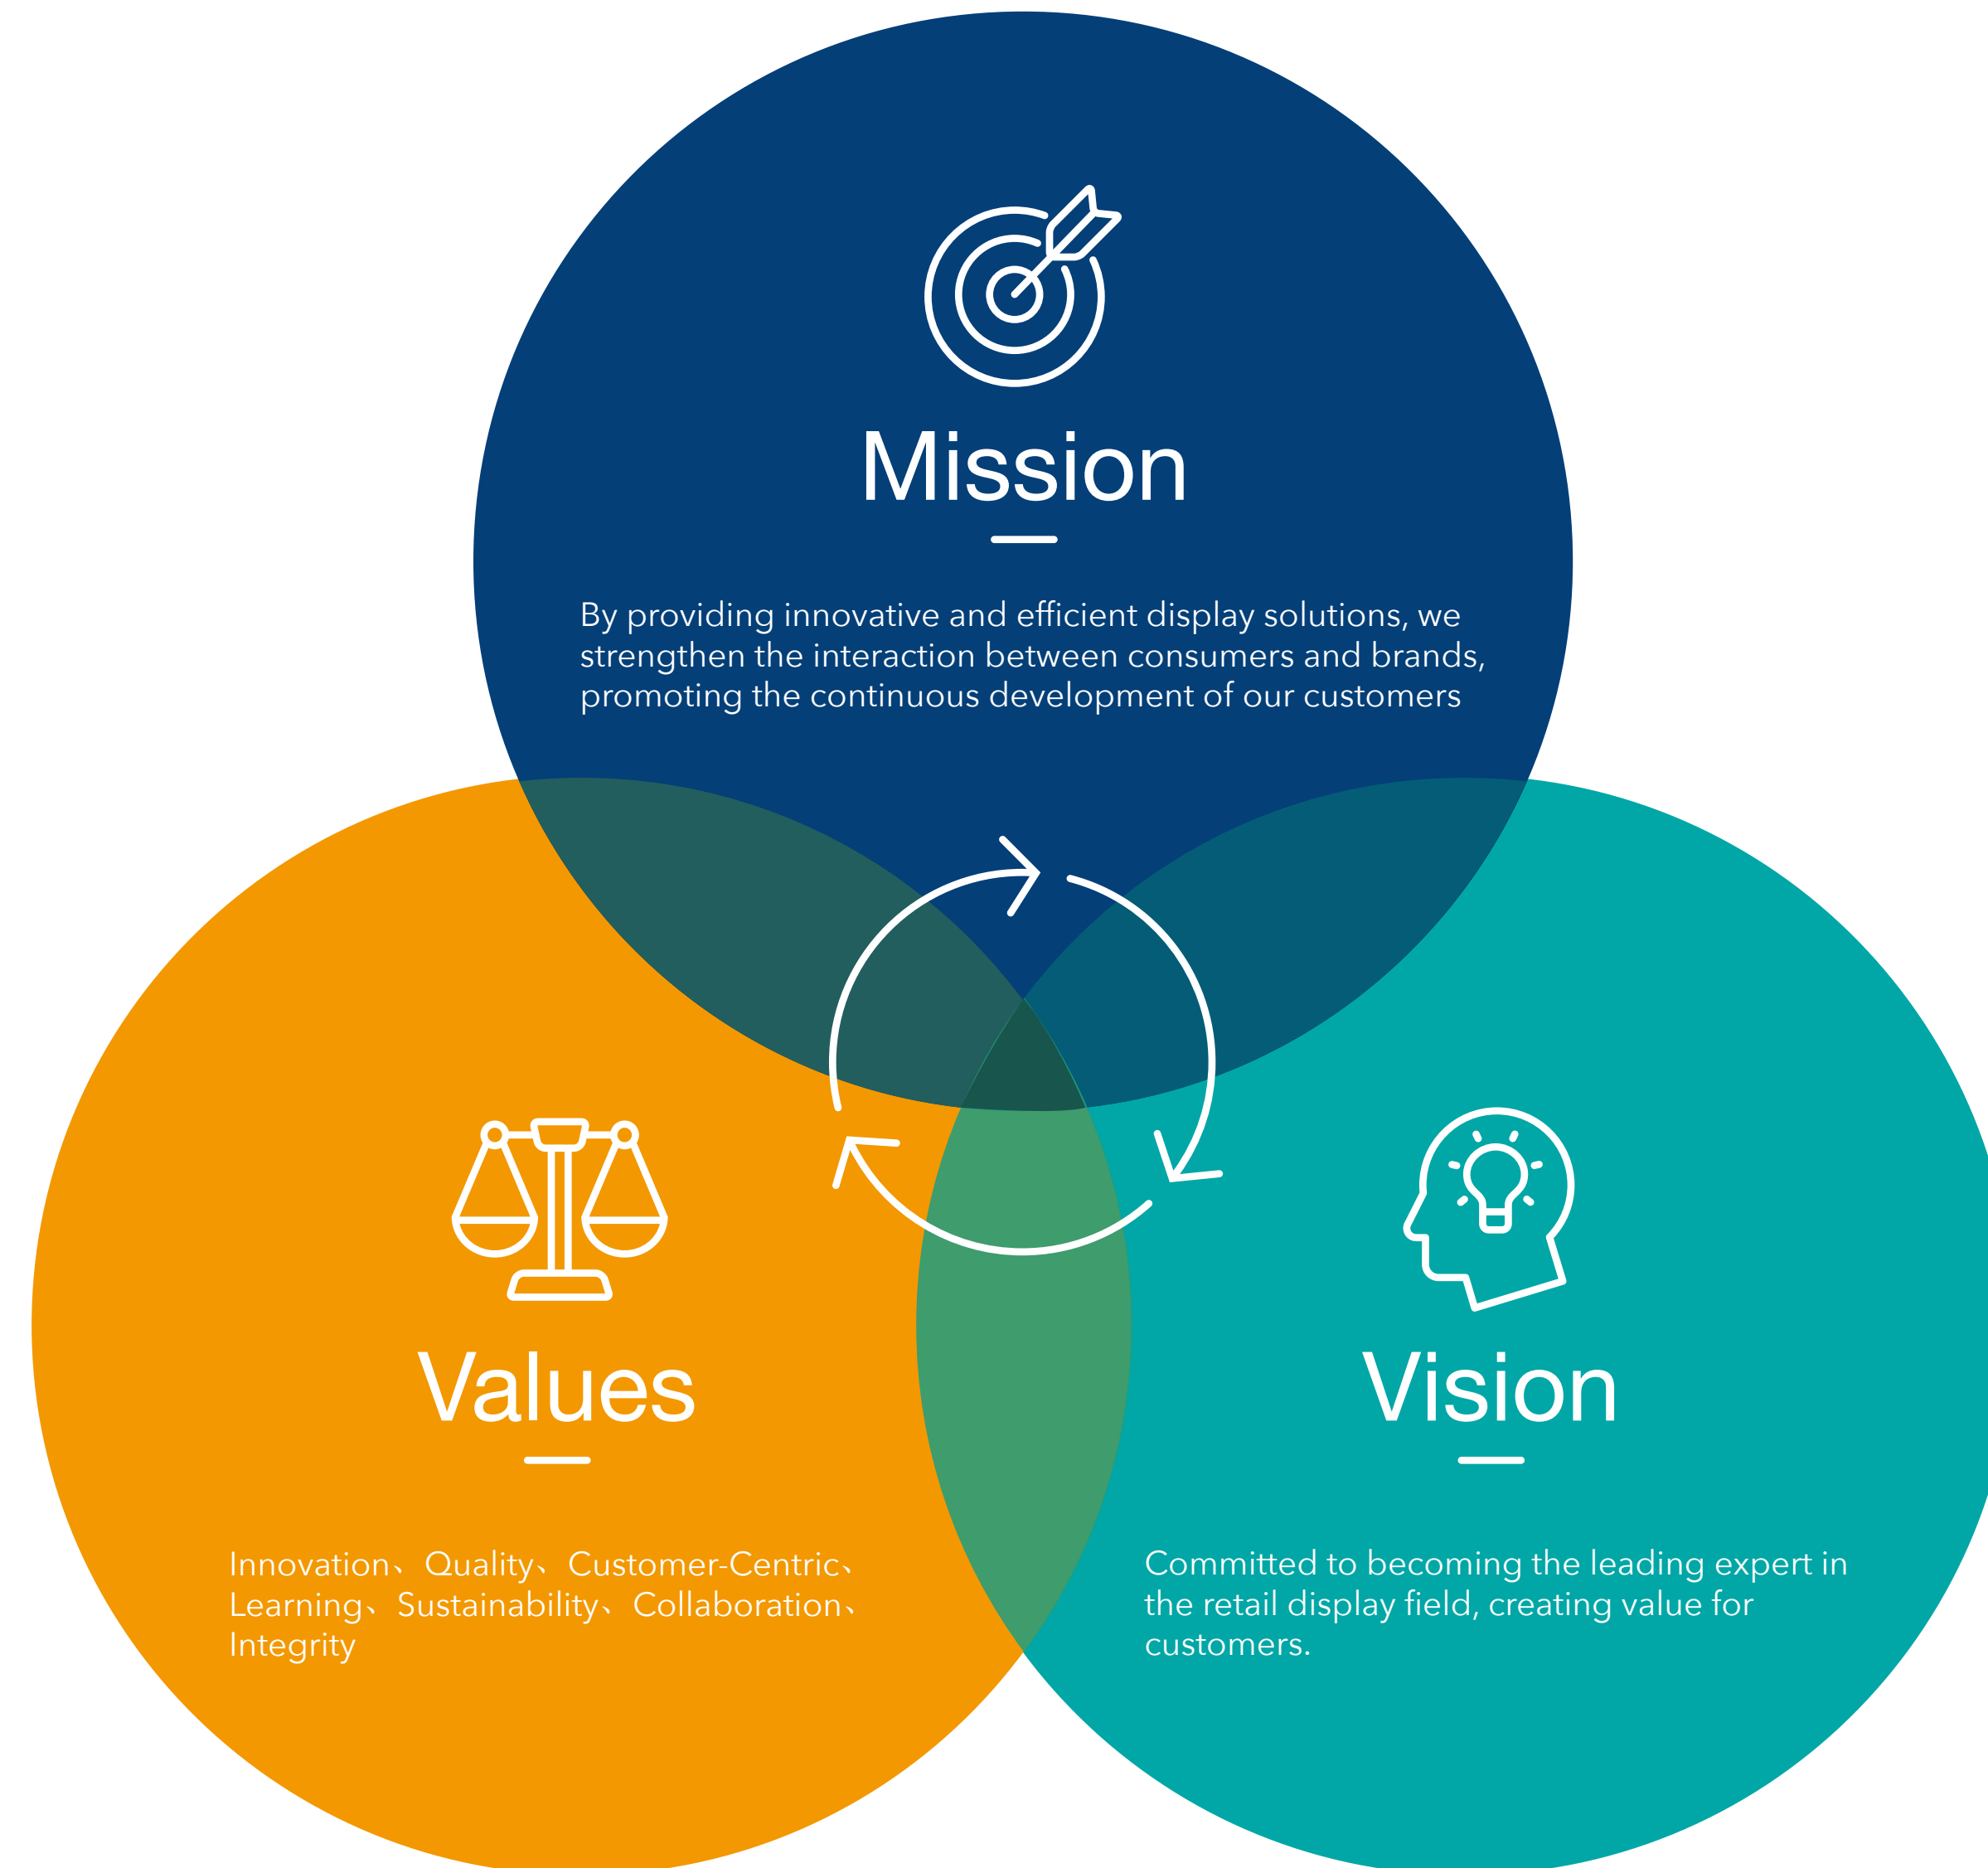 Mission
By providing innovative and efficient display solutions, we
strengthen the interaction between consumers and brands,
promoting the continuous development of our customers
Values
Innovation、Quality、Customer-Centric、
Learning、Sustainability、Collaboration、
Integrity
Vision
Committed to becoming the leading expert in
the retail display field, creating value for
customers.